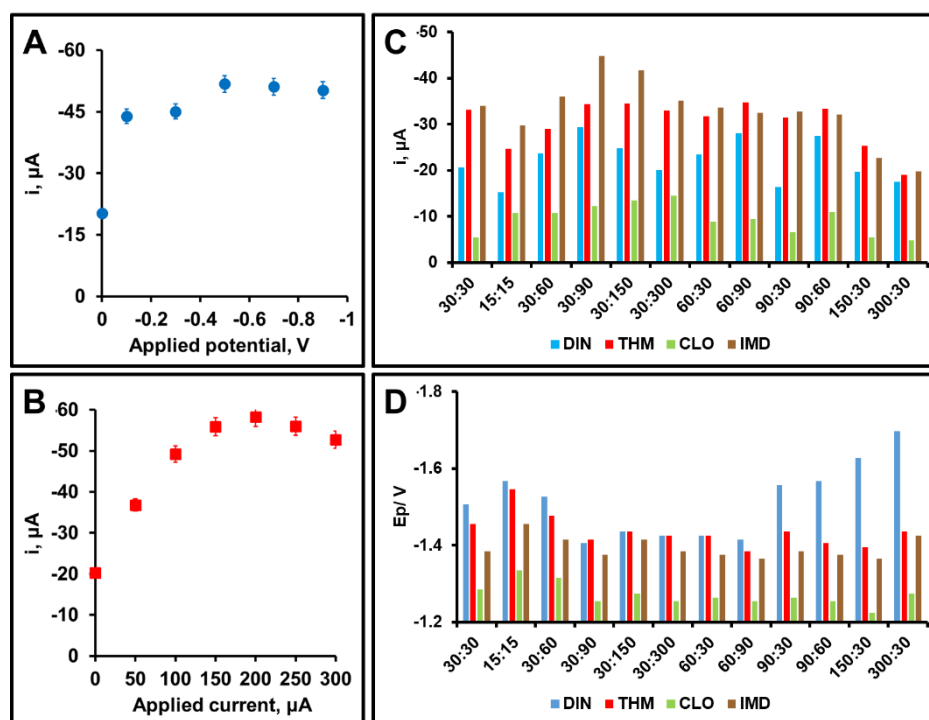 A
-60
-45
-30
-15
0
i, µA
0 -0.2 -0.4 -0.6 -0.8 -1
Applied potential, V
C
-50
-40
-30
-20
-10
0
i, µA
30:30 15:15 30:60 30:90 30:150 30:300 60:30 60:90 90:30 90:60 150:30 300:30
DIN THM CLO IMD
B
-60
-50
-40
-30
-20
-10
0
i, µA
0 50 100 150 200 250 300
Applied current, µA
D
-1.8
-1.6
-1.4
-1.2
Ep/ V
30:30 15:15 30:60 30:90 30:150 30:300 60:30 60:90 90:30 90:60 150:30 300:30
DIN THM CLO IMD